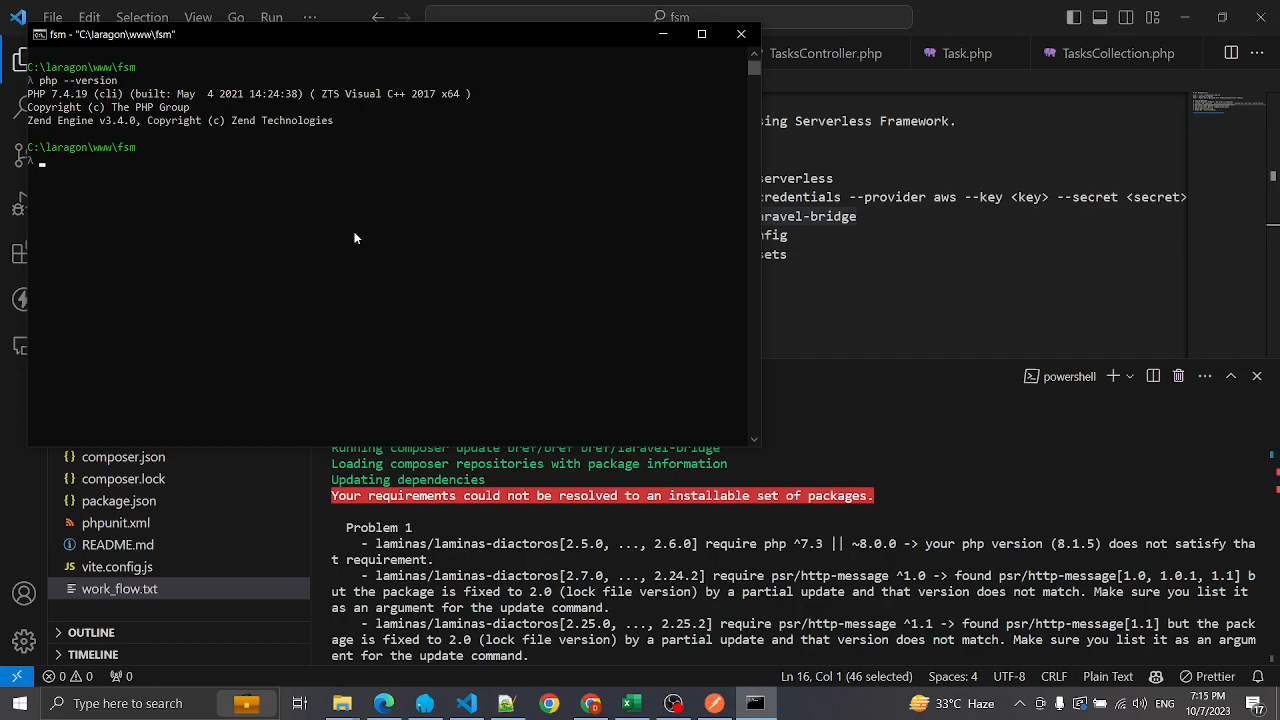 File
Edit
Selection
View
Go
Run
fsm
fsm - "C:\laragon\www\fsm"
TasksController.php
Task.php
TasksCollection.php
C:\laragon\www\fsm
λ php --version
PHP 7.4.19 (cli) (built: May  4 2021 14:24:38) ( ZTS Visual C++ 2017 x64 )
Copyright (c) The PHP Group
Zend Engine v3.4.0, Copyright (c) Zend Technologies
C:\laragon\www\fsm
λ
sing Serverless Framework.
serverless
credentials --provider aws --key <key> --secret <secret>
aravel-bridge
nfig
sets
powershell
Running composer update bref/bref bref/laravel-bridge
Loading composer repositories with package information
Updating dependencies
Your requirements could not be resolved to an installable set of packages.
Problem 1
- laminas/laminas-diactoros[2.5.0, ..., 2.6.0] require php ^7.3 || ~8.0.0 -> your php version (8.1.5) does not satisfy tha
t requirement.
- laminas/laminas-diactoros[2.7.0, ..., 2.24.2] require psr/http-message ^1.0 -> found psr/http-message[1.0, 1.0.1, 1.1] b
ut the package is fixed to 2.0 (lock file version) by a partial update and that version does not match. Make sure you list it
as an argument for the update command.
- laminas/laminas-diactoros[2.25.0, ..., 2.25.2] require psr/http-message ^1.1 -> found psr/http-message[1.1] but the pack
age is fixed to 2.0 (lock file version) by a partial update and that version does not match. Make sure you list it as an argum
ent for the update command.
composer.json
composer.lock
package.json
phpunit.xml
README.md
vite.config.js
work_flow.txt
OUTLINE
TIMELINE
0 0 0
Ln 16, Col 1 (46 selected)
Spaces: 4
UTF-8
CRLF
Plain Text
Prettier
Type here to search
33°C Haze
7:15 PM
10/7/2023